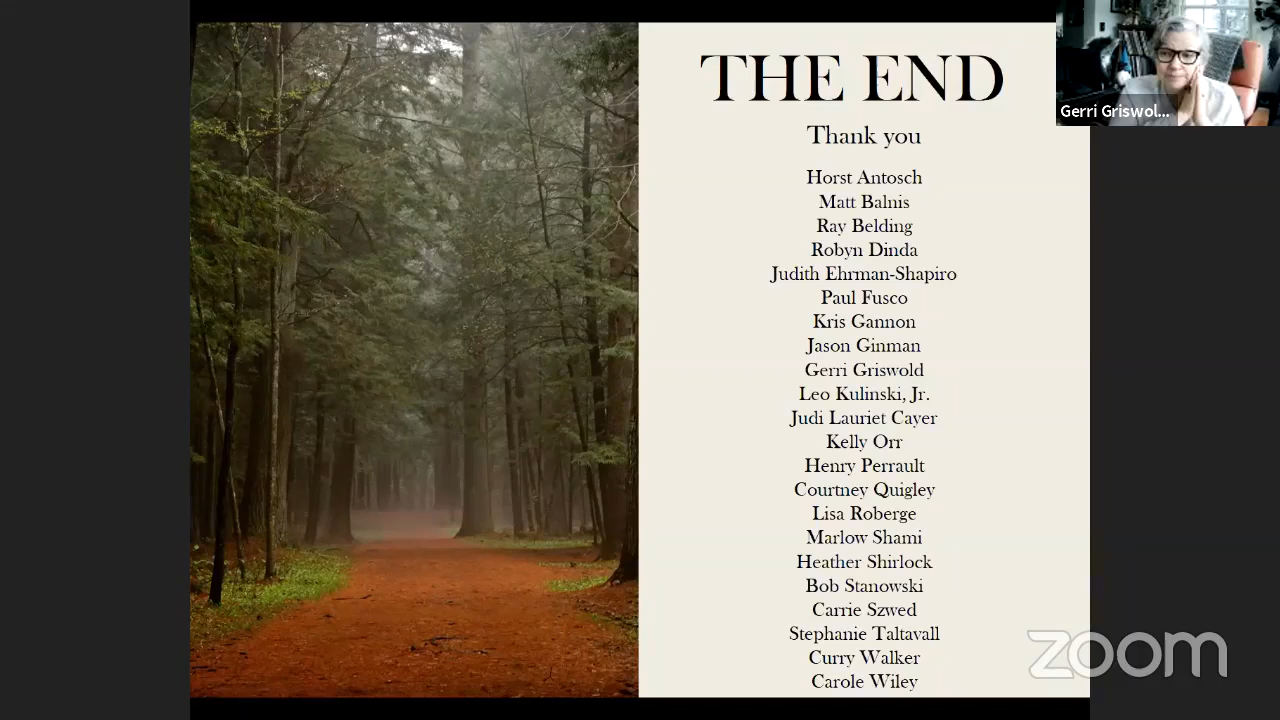 THE END
Thank you
Horst Antosch
Matt Balnis
Ray Belding
Robyn Dinda
Judith Ehrman-Shapiro
Paul Fusco
Kris Gannon
Jason Ginman
Gerri Griswold
Leo Kulinski, Jr.
Judi Lauriet Cayer
Kelly Orr
Henry Perrault
Courtney Quigley
Lisa Roberge
Marlow Shami
Heather Shirlock
Bob Stanowski
Carrie Szwed
Stephanie Taltavall
Curry Walker
Carole Wiley
Gerri Griswol...
zoom